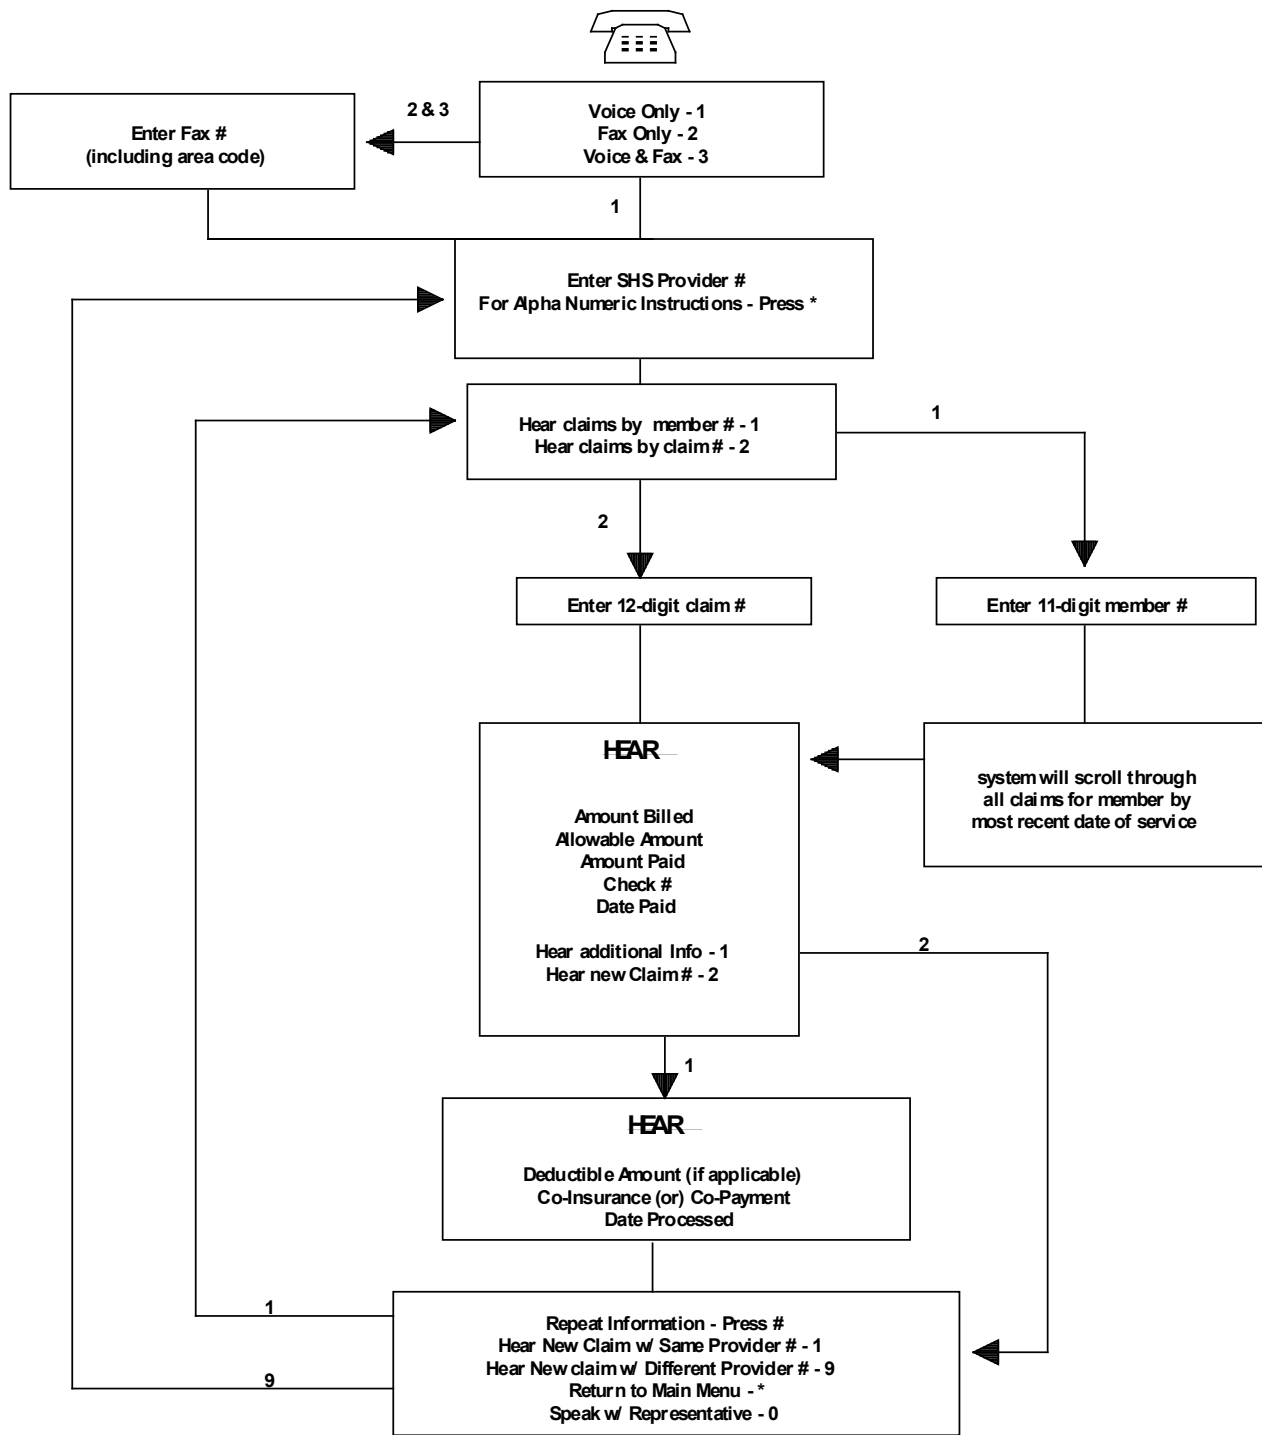 2 & 3
Voice Only - 1
Fax Only - 2
Voice & Fax - 3
Enter Fax #
(including area code)
1
Enter SHS Provider #
For Alpha Numeric Instructions - Press *
Hear claims by member # - 1
Hear claims by claim # - 2
1
2
Enter 12-digit claim #
Enter 11-digit member #
HEAR
Amount Billed
Allowable Amount
Amount Paid
Check #
Date Paid
Hear additional Info - 1
Hear new Claim # - 2
system will scroll through
all claims for member by
most recent date of service
2
1
HEAR
Deductible Amount (if applicable)
Co-Insurance (or) Co-Payment
Date Processed
1
9
Repeat Information - Press #
Hear New Claim w/ Same Provider # - 1
Hear New claim w/ Different Provider # - 9
Return to Main Menu - *
Speak w/ Representative - 0